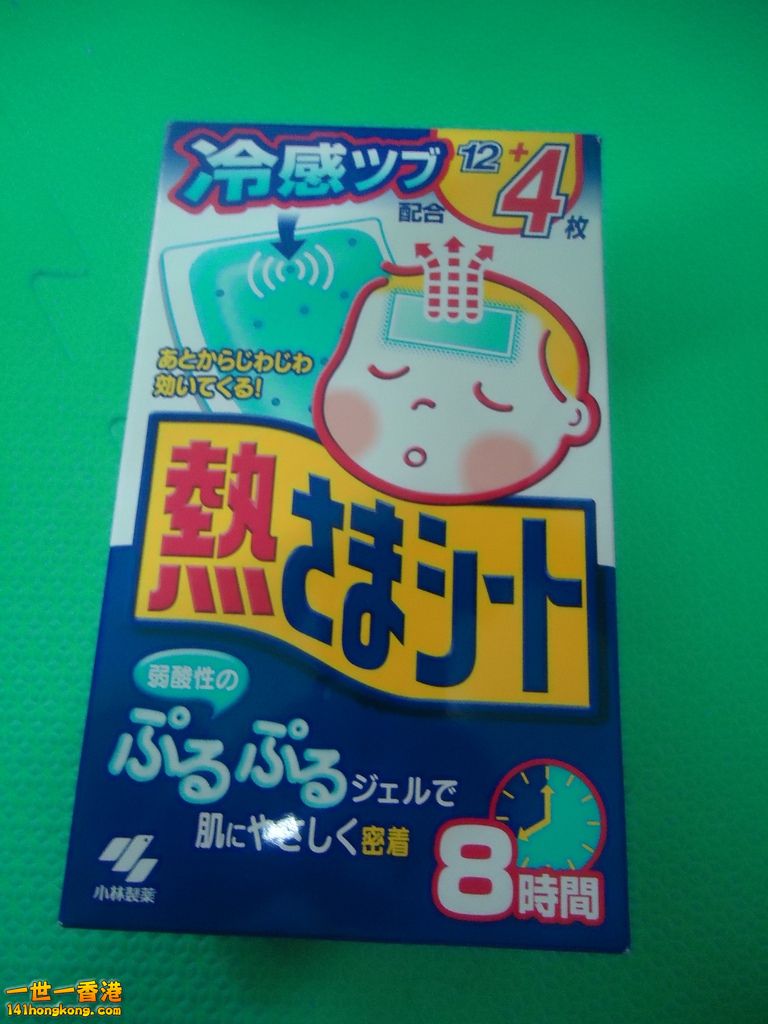 冷感ツブ
配合
12+4枚
あとからじわじわ
効いてくる!
熱さまシート
弱酸性の
ぷるぷるジェルで
肌にやさしく密着
8時間
小林製薬
一世一香港
141hongkong.com